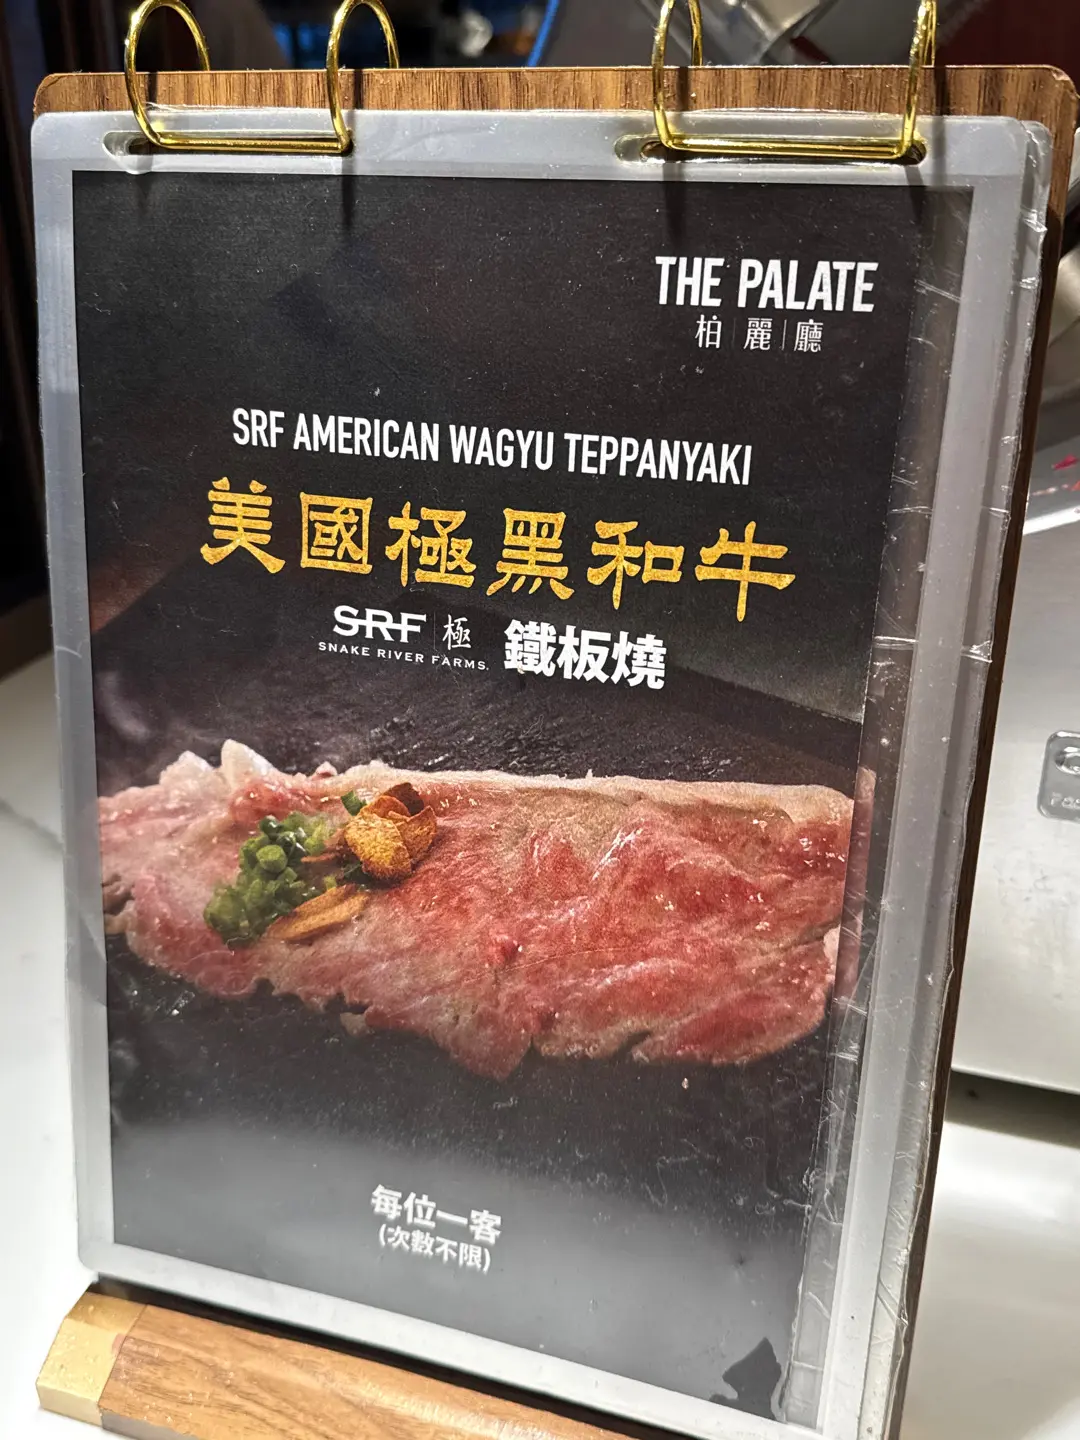 THE PALATE
柏 | 麗 | 廳
SRF AMERICAN WAGYU TEPPANYAKI
美國極黑和牛
SRF | 極 鐵板燒
SNAKE RIVER FARMS.
每位一客
(次數不限)